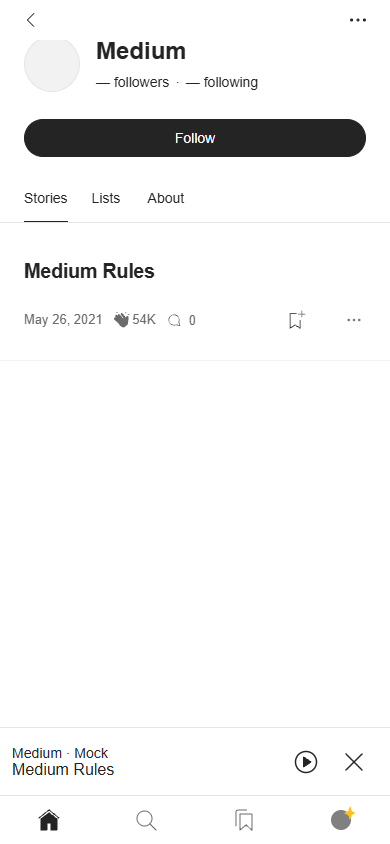 Medium
— followers · — following
Follow
Stories Lists About
Medium Rules
May 26, 2021 54K 0
Medium · Mock
Medium Rules